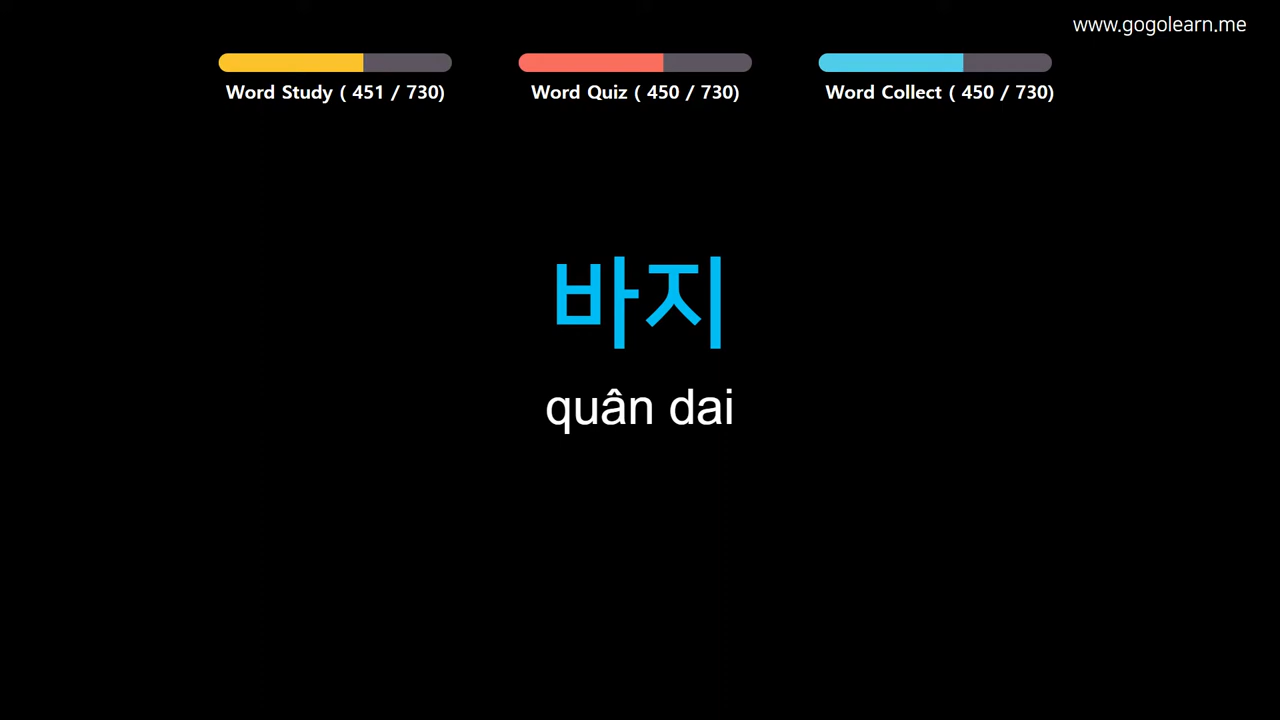 www.gogolearn.me
Word Study ( 451 / 730)
Word Quiz ( 450 / 730)
Word Collect ( 450 / 730)
바지
quân dai